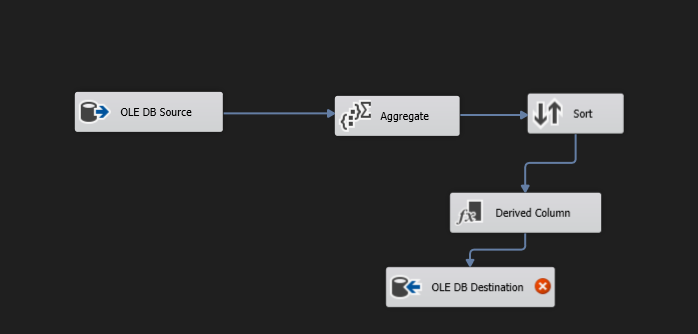 OLE DB Source
Aggregate
Sort
Derived Column
OLE DB Destination